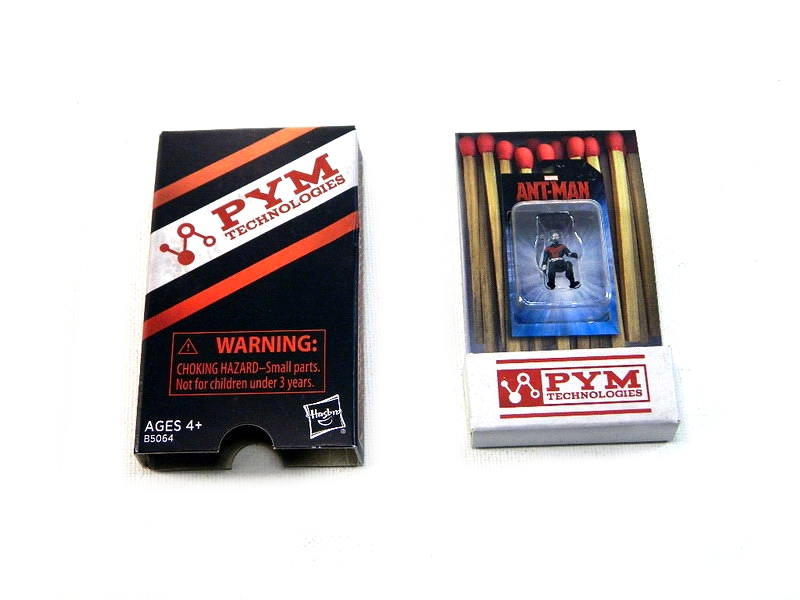 PYM
TECHNOLOGIES
WARNING:
CHOKING HAZARD–Small parts.
Not for children under 3 years.
AGES 4+
B5064
Hasbro
MARVEL
ANT-MAN
PYM
TECHNOLOGIES